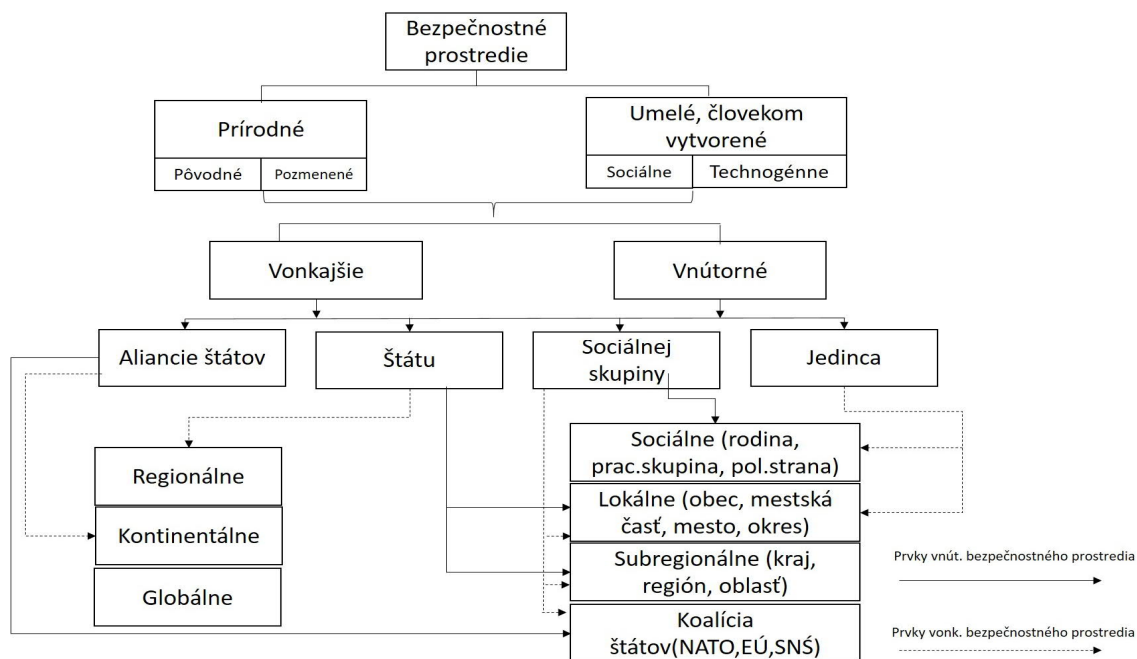 Bezpečnostné
prostredie
Prírodné
Pôvodné
Pozmenené
Umelé, človekom
vytvorené
Sociálne
Technogénne
Vonkajšie
Vnútorné
Aliancie štátov
Štátu
Sociálnej
skupiny
Jedinca
Regionálne
Kontinentálne
Globálne
Sociálne (rodina,
prac.skupina, pol.strana)
Lokálne (obec, mestská
časť, mesto, okres)
Subregionálne (kraj,
región, oblasť)
Koalícia
štátov(NATO,EÚ,SNŚ)
Prvky vnút. bezpečnostného prostredia
Prvky vonk. bezpečnostného prostredia